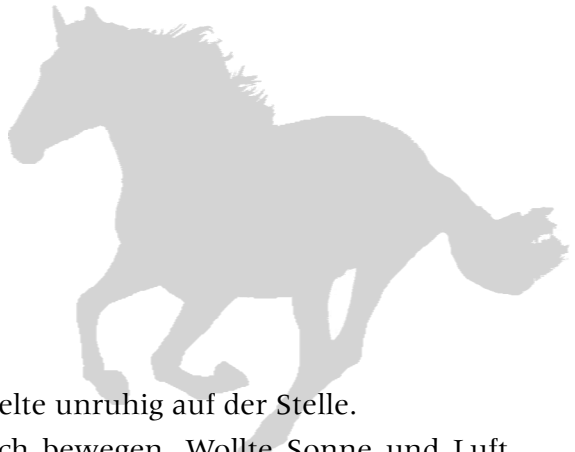 elte unruhig auf der Stelle.
ch bewegen. Wollte Sonne und Luft